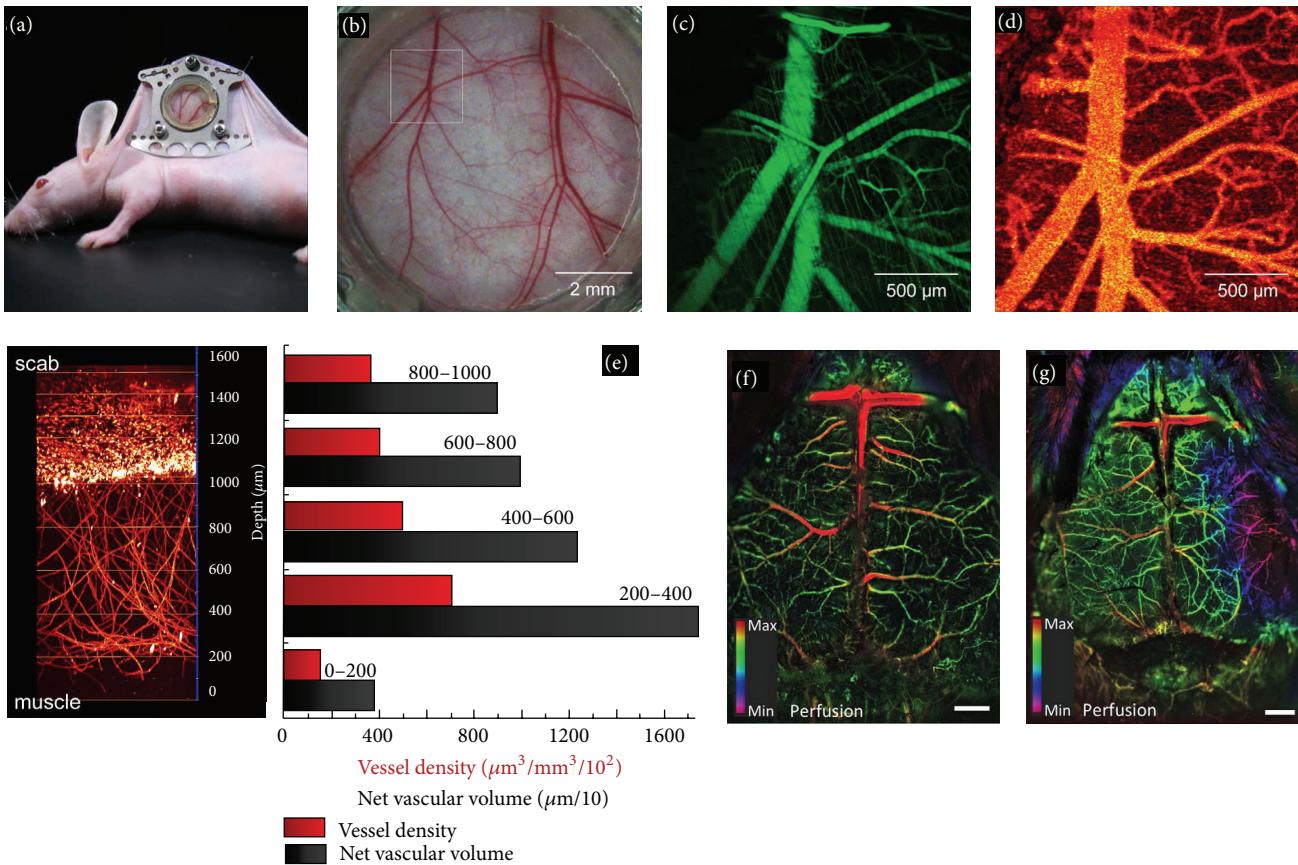 (a)
(b)
2 mm
(c)
500 µm
(d)
500 µm
scab
muscle
1600
1400
1200
1000
800
600
400
200
0
Depth (µm)
(e)
800–1000
600–800
400–600
200–400
0–200
0
400
800
1200
1600
Vessel density (µm³/mm³/10²)
Net vascular volume (µm/10)
Vessel density
Net vascular volume
(f)
Max
Min
Perfusion
(g)
Max
Min
Perfusion